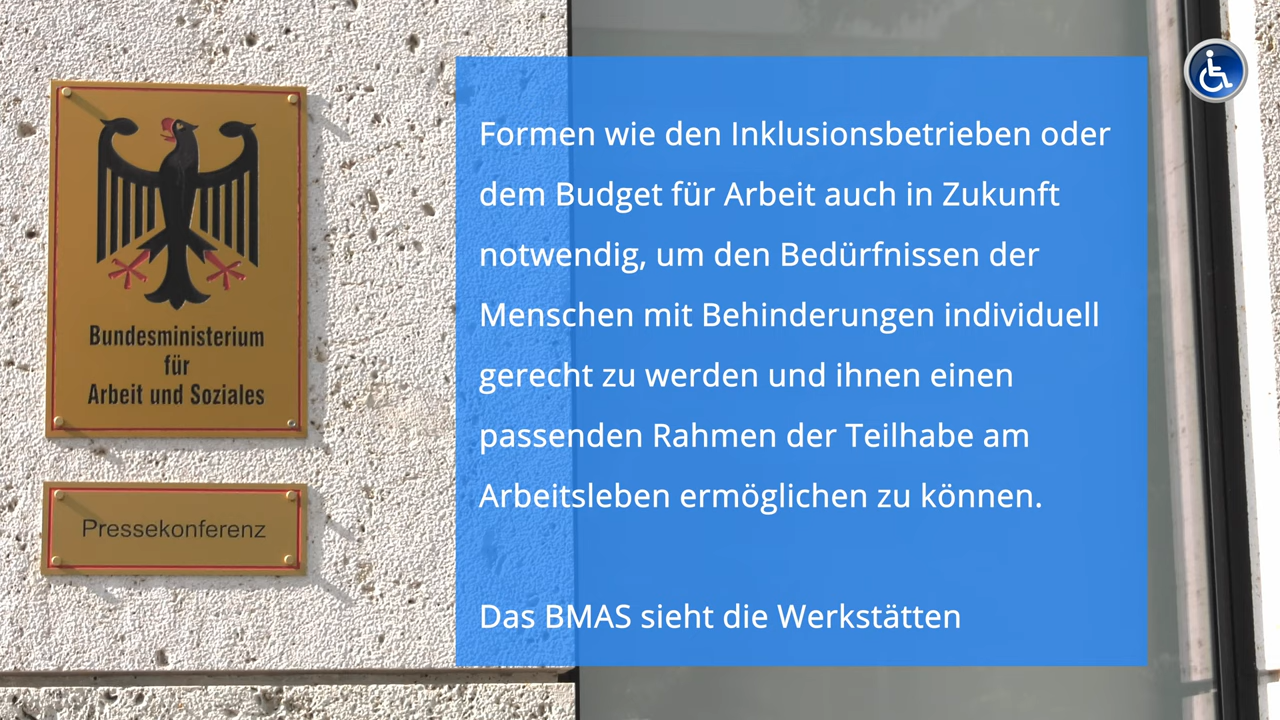 Bundesministerium
für
Arbeit und Soziales
Pressekonferenz
Formen wie den Inklusionsbetrieben oder
dem Budget für Arbeit auch in Zukunft
notwendig, um den Bedürfnissen der
Menschen mit Behinderungen individuell
gerecht zu werden und ihnen einen
passenden Rahmen der Teilhabe am
Arbeitsleben ermöglichen zu können.
Das BMAS sieht die Werkstätten